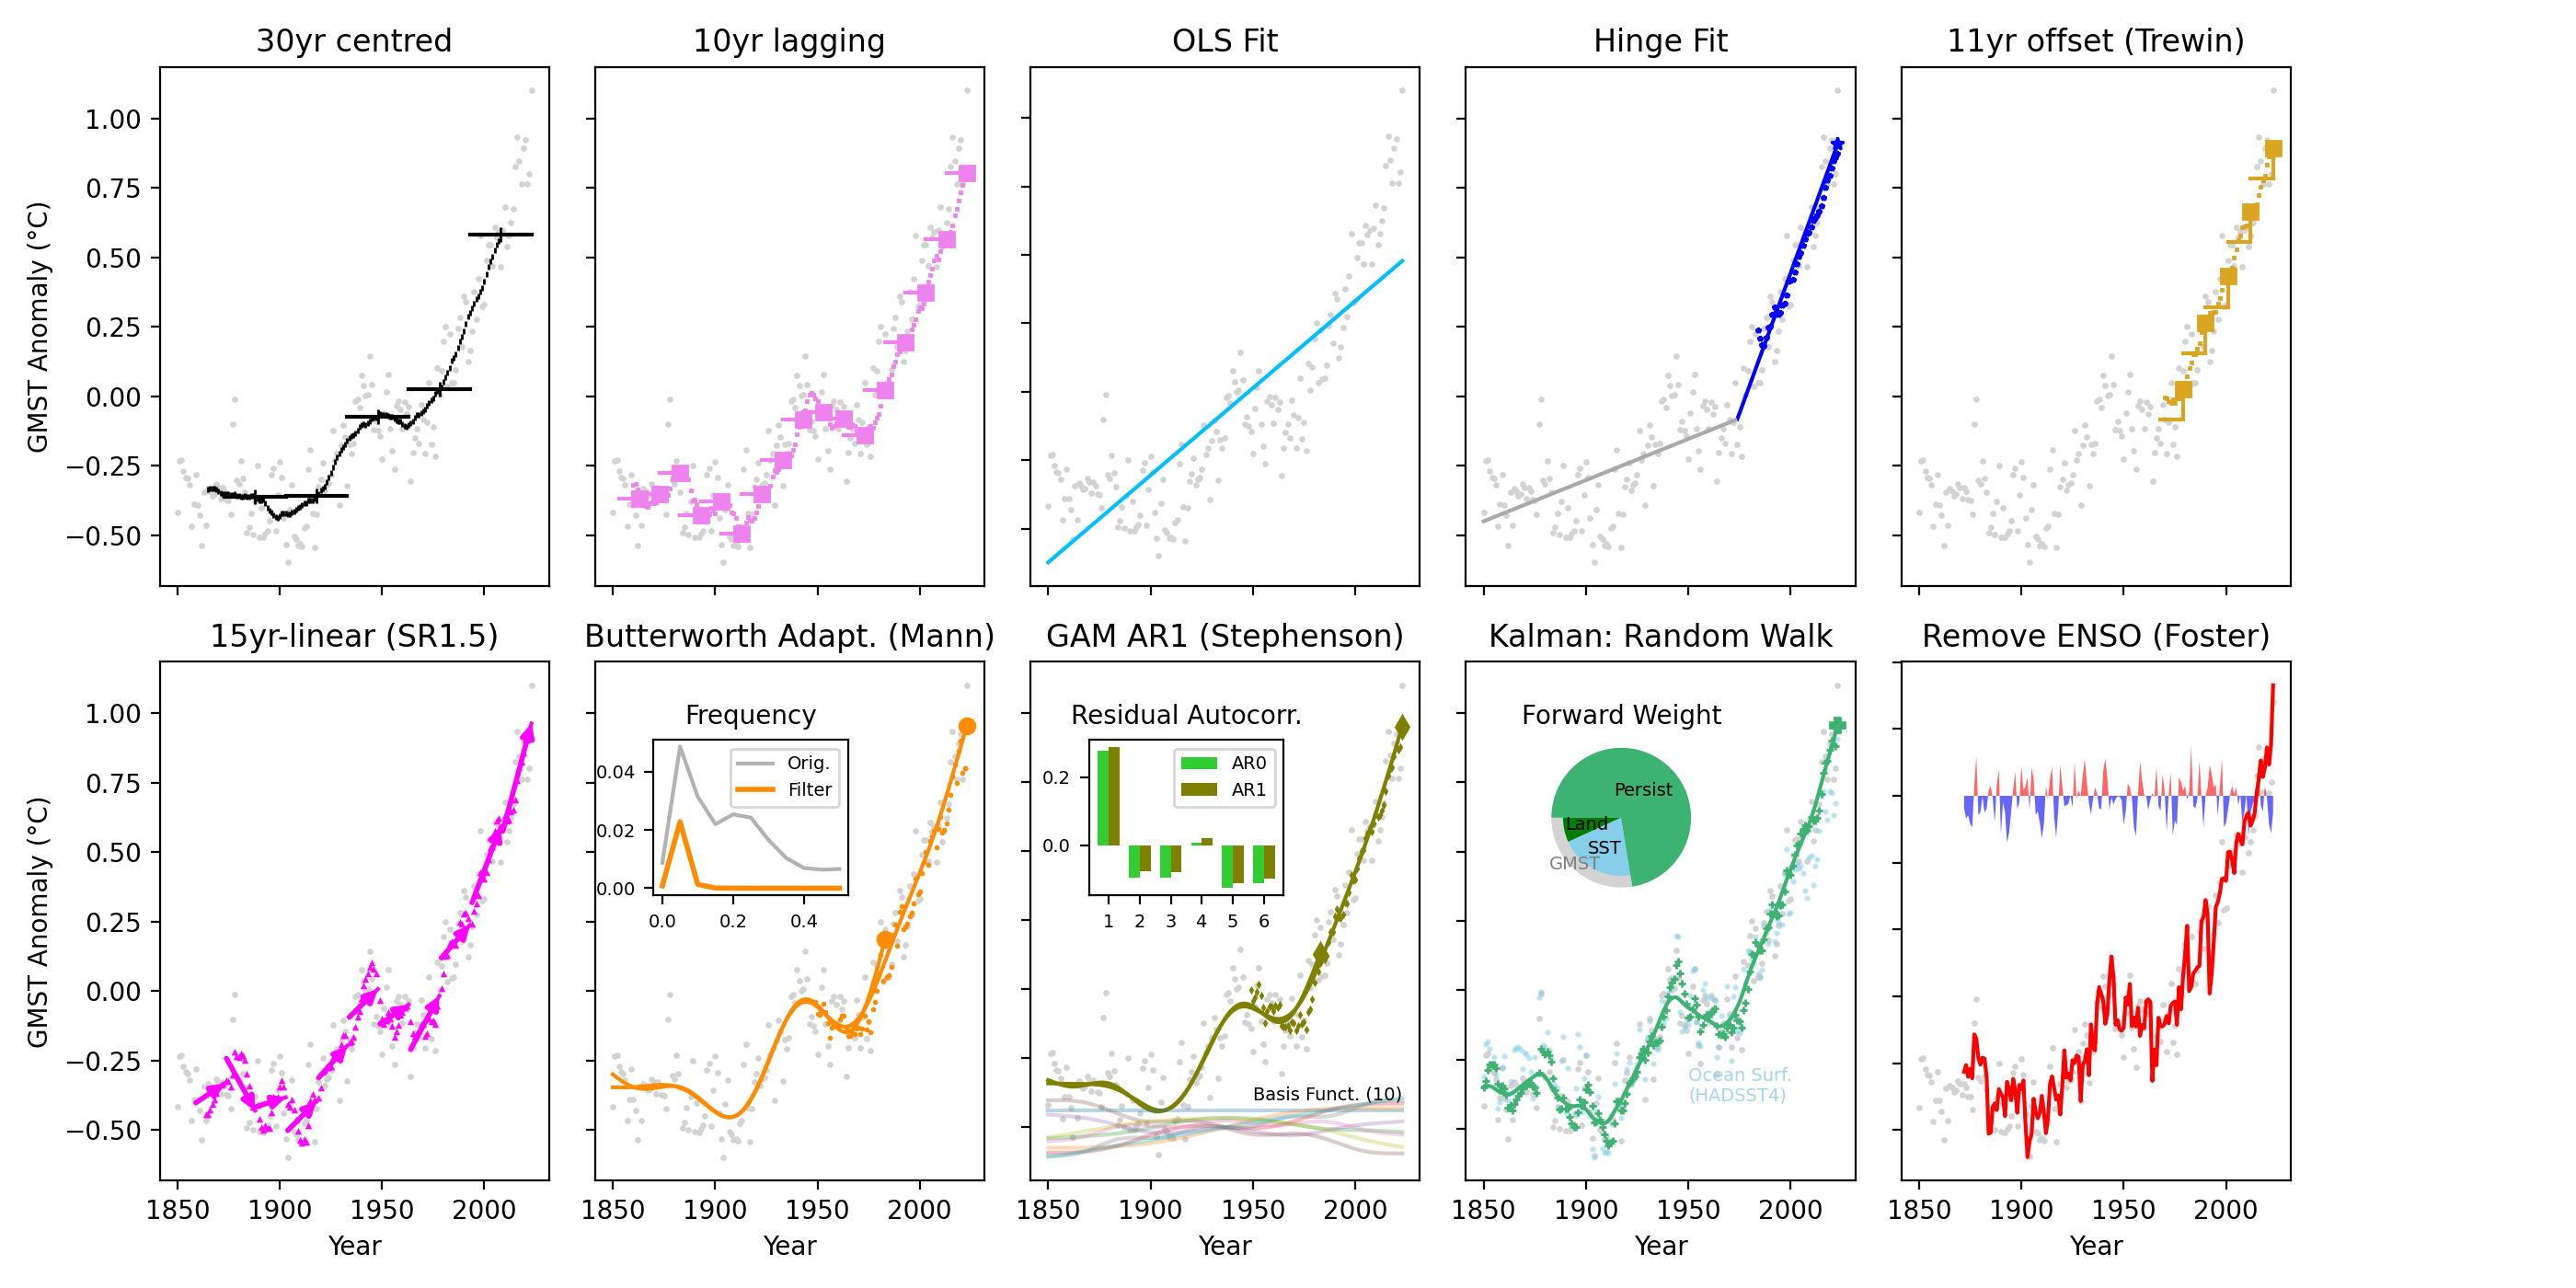 30yr centred
10yr lagging
OLS Fit
Hinge Fit
11yr offset (Trewin)
GMST Anomaly (°C)
1.00
0.75
0.50
0.25
0.00
−0.25
−0.50
15yr-linear (SR1.5)
Butterworth Adapt. (Mann)
GAM AR1 (Stephenson)
Kalman: Random Walk
Remove ENSO (Foster)
GMST Anomaly (°C)
1.00
0.75
0.50
0.25
0.00
−0.25
−0.50
1850 1900 1950 2000
Year
Frequency
Orig.
Filter
0.04
0.02
0.00
0.0 0.2 0.4
1850 1900 1950 2000
Year
Residual Autocorr.
AR0
AR1
0.2
0.0
1 2 3 4 5 6
Basis Funct. (10)
1850 1900 1950 2000
Year
Forward Weight
Persist
Land
SST
GMST
Ocean Surf.
(HADSST4)
1850 1900 1950 2000
Year
1850 1900 1950 2000
Year